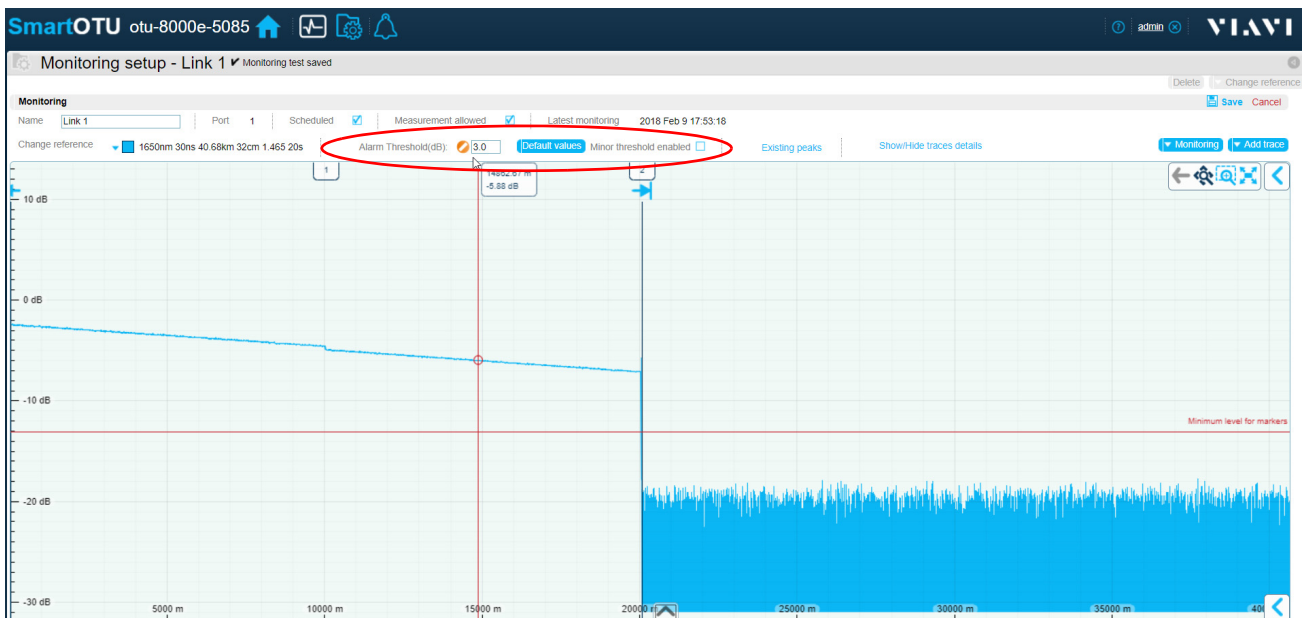 SmartOTU otu-8000e-5085 admin VIAVI
Monitoring setup - Link 1 ✔ Monitoring test saved
Delete Change reference
Monitoring Save Cancel
Name Link 1 Port 1 Scheduled Measurement allowed Latest monitoring 2018 Feb 9 17:53:18
Change reference 1650nm 30ns 40.68km 32cm 1.465 20s Alarm Threshold(dB): 3.0 Default values Minor threshold enabled Existing peaks Show/Hide traces details Monitoring Add trace
1 14862.67 m 2
-5.88 dB
10 dB
0 dB
-10 dB
Minimum level for markers
-20 dB
-30 dB
5000 m 10000 m 15000 m 20000 m 25000 m 30000 m 35000 m